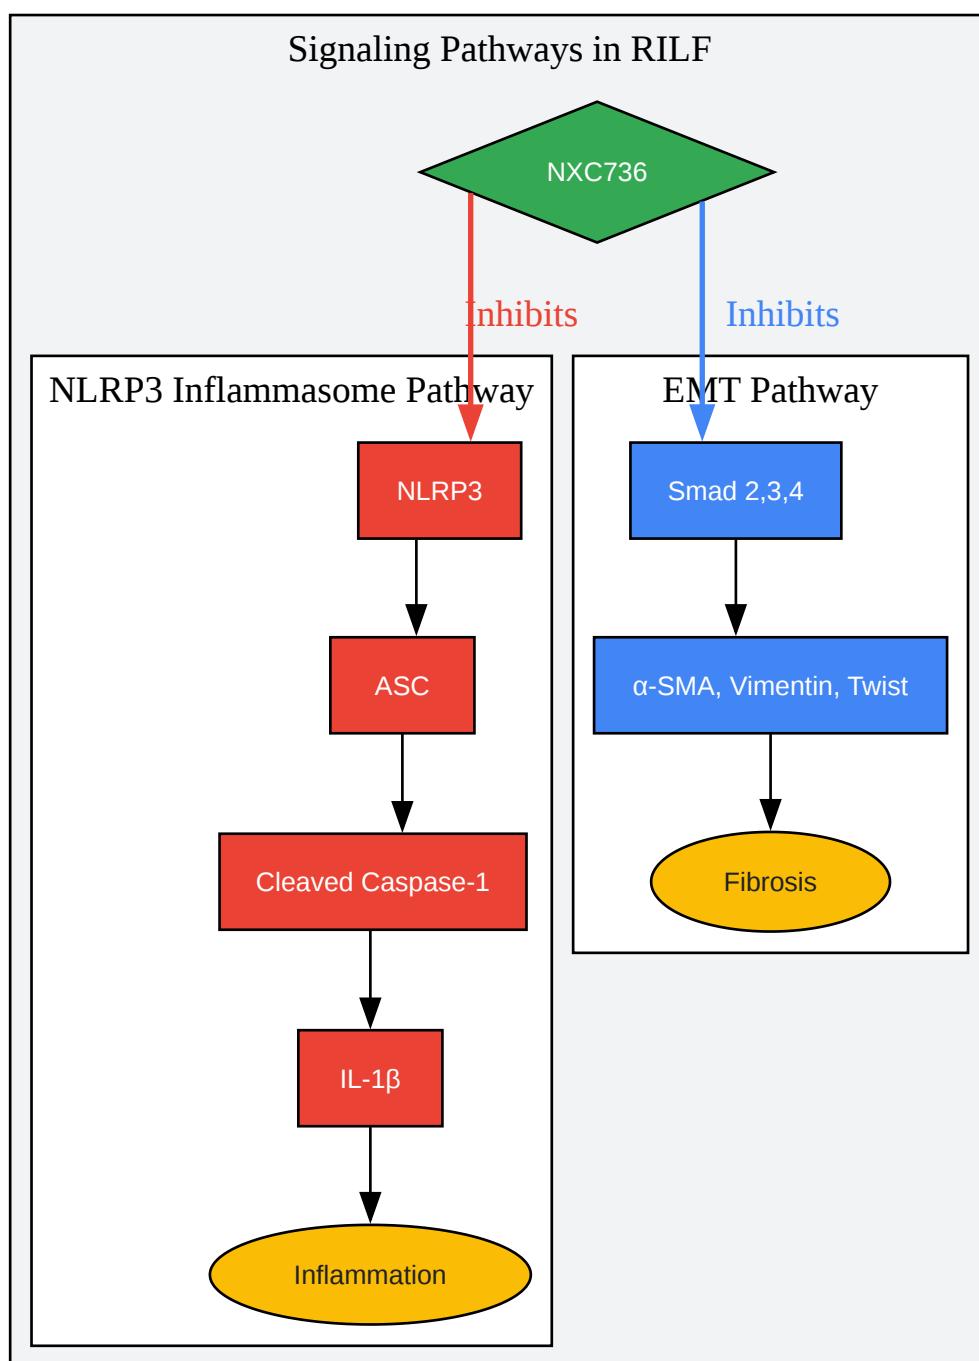 Signaling Pathways in RILF
NXC736
Inhibits
Inhibits
NLRP3 Inflammasome Pathway
NLRP3
ASC
Cleaved Caspase-1
IL-1β
Inflammation
EMT Pathway
Smad 2,3,4
α-SMA, Vimentin, Twist
Fibrosis